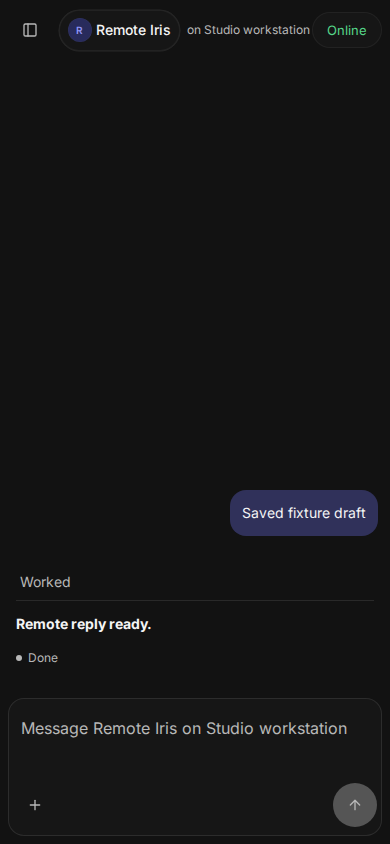 R Remote Iris on Studio workstation Online
Saved fixture draft
Worked
Remote reply ready.
Done
Message Remote Iris on Studio workstation